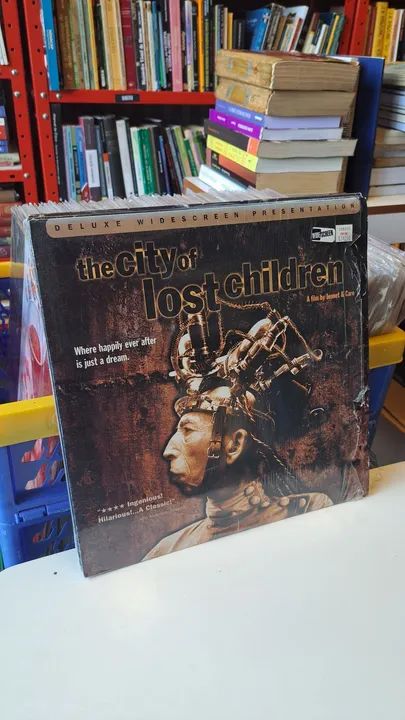 DELUXE WIDESCREEN PRESENTATION
WIDESCREEN
the city of
lost children
A film by Jeunet & Caro
Where happily ever after
is just a dream.
"★★★★ Ingenious!
Hilarious!...A Classic!"